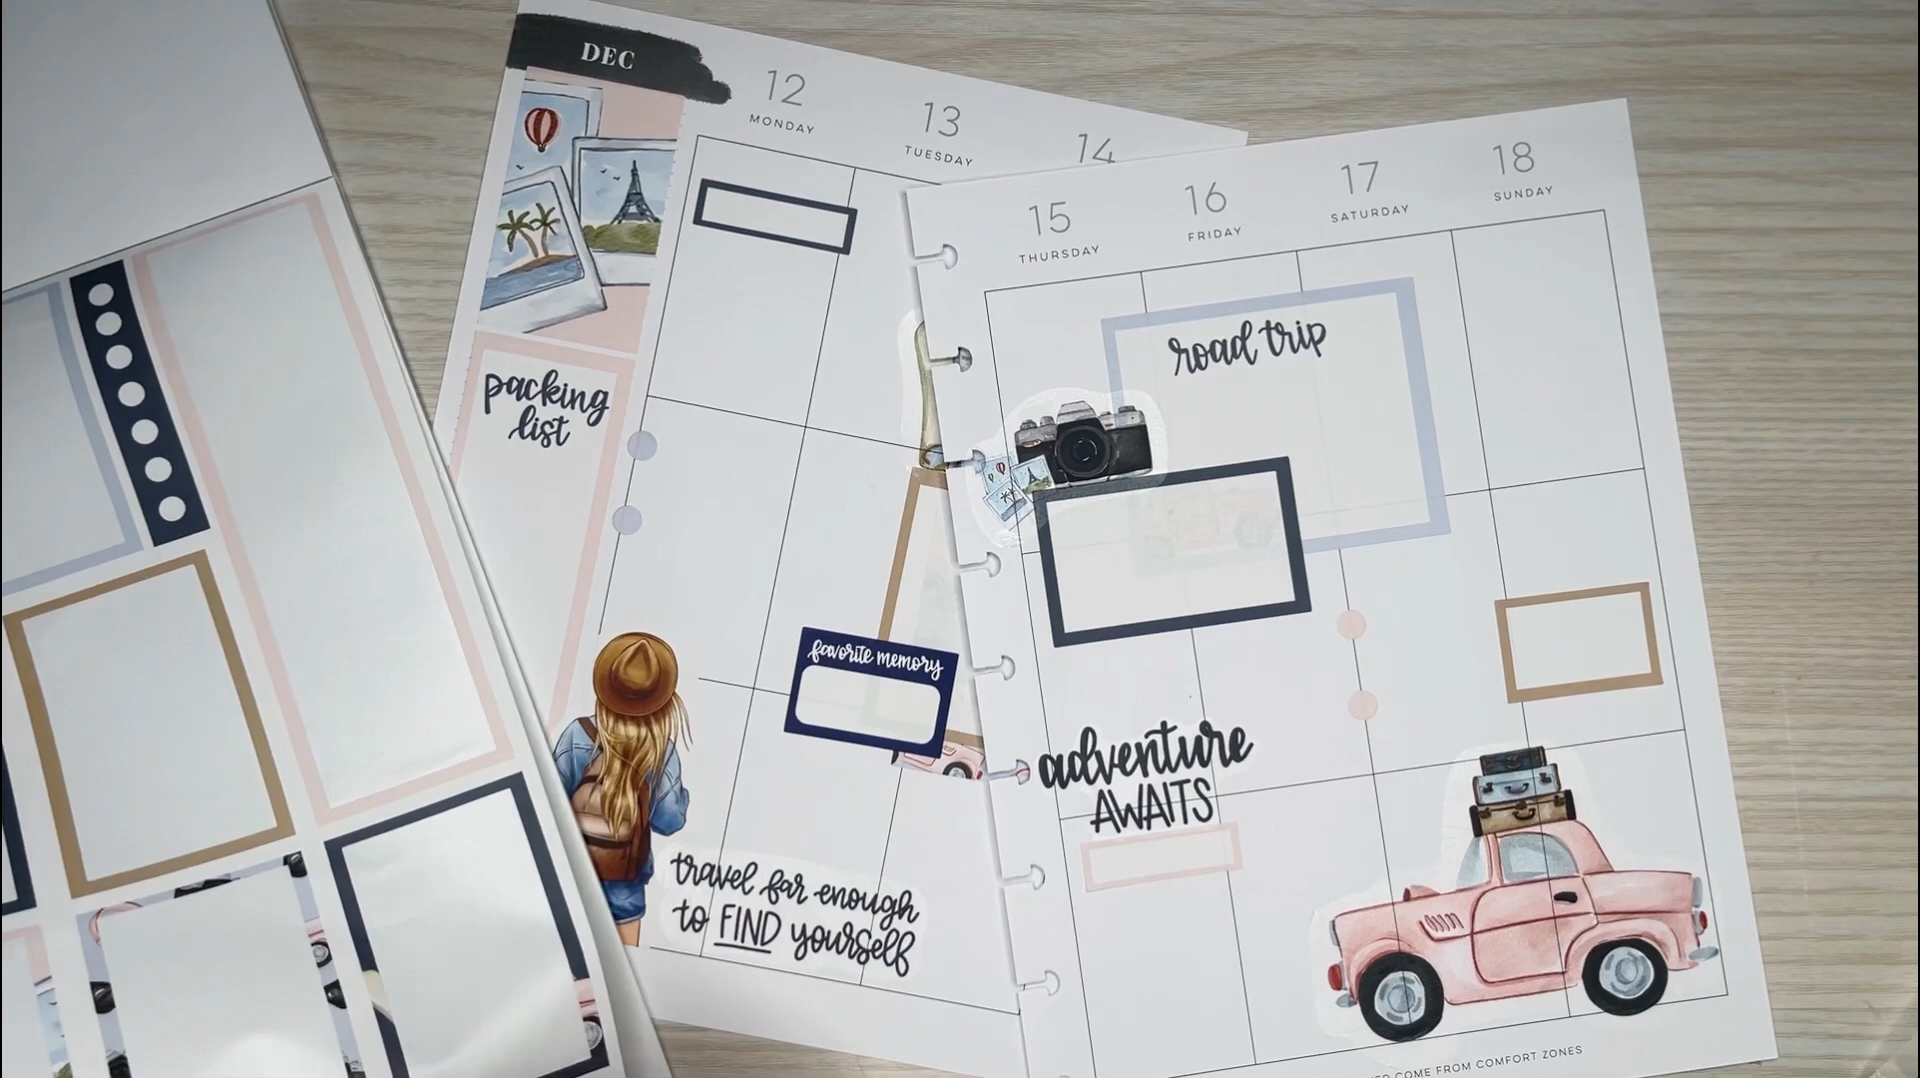 DEC
12
MONDAY
13
TUESDAY
14
packing
list
favorite memory
travel far enough
to FIND yourself
15
THURSDAY
16
FRIDAY
17
SATURDAY
18
SUNDAY
road trip
adventure
AWAITS
COME FROM COMFORT ZONES